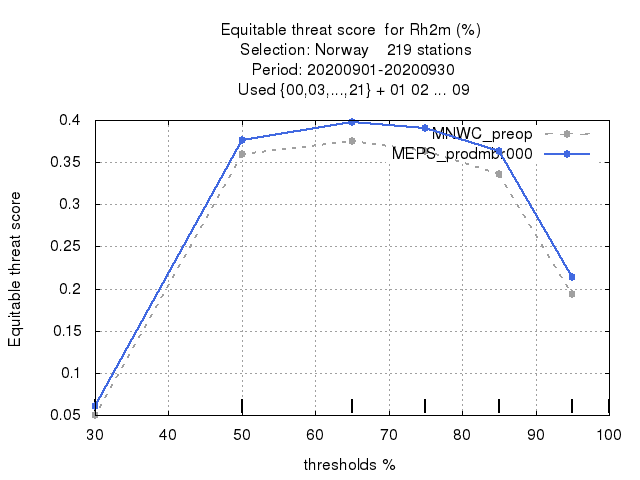 Equitable threat score for Rh2m (%)
Selection: Norway 219 stations
Period: 20200901-20200930
Used {00,03,...,21} + 01 02 ... 09
MNWC_preop
MEPS_prodmbr000
Equitable threat score
0.4
0.35
0.3
0.25
0.2
0.15
0.1
0.05
30 40 50 60 70 80 90 100
thresholds %